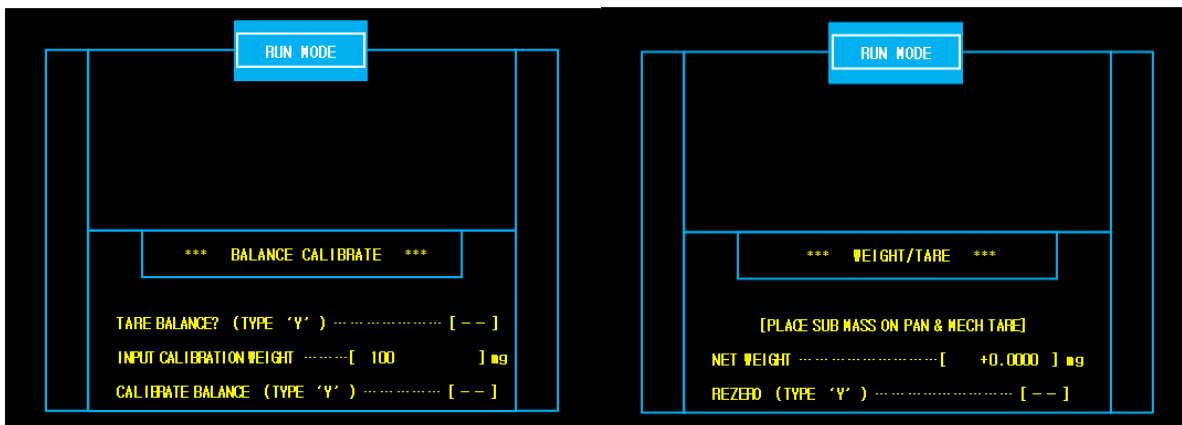 RUN MODE
*** BALANCE CALIBRATE ***
TARE BALANCE? (TYPE ‘Y’ ) ⋯⋯⋯⋯⋯⋯ [ – – ]
INPUT CALIBRATION WEIGHT ⋯⋯⋯[ 100 ] mg
CALIBRATE BALANCE (TYPE ‘Y’ ) ⋯⋯⋯⋯⋯ [ – – ]
RUN MODE
*** WEIGHT/TARE ***
[PLACE SUB MASS ON PAN & MECH TARE]
NET WEIGHT ⋯⋯⋯⋯⋯⋯⋯⋯⋯[ +0.0000 ] mg
REZERO (TYPE ‘Y’ ) ⋯⋯⋯⋯⋯⋯⋯⋯ [ – – ]